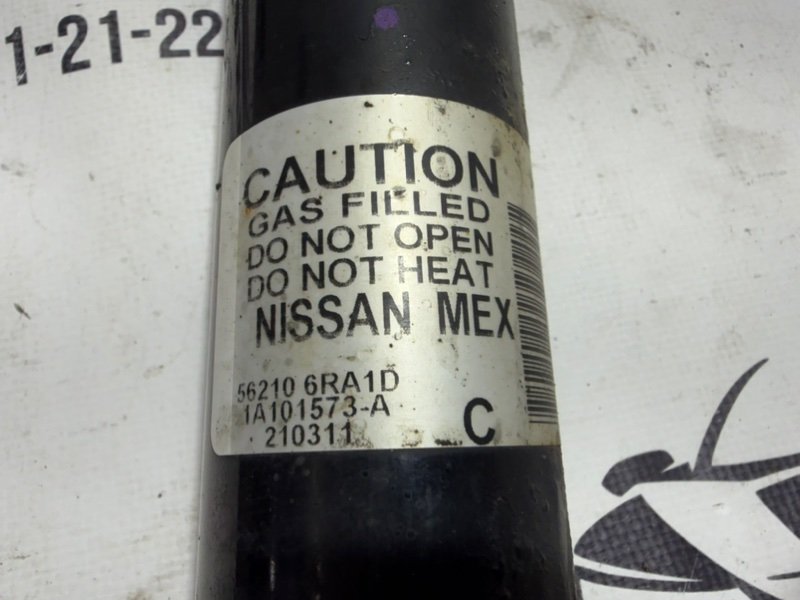 1-21-22
CAUTION
GAS FILLED
DO NOT OPEN
DO NOT HEAT
NISSAN MEX
56210 6RA1D
1A101573-A
210311
C